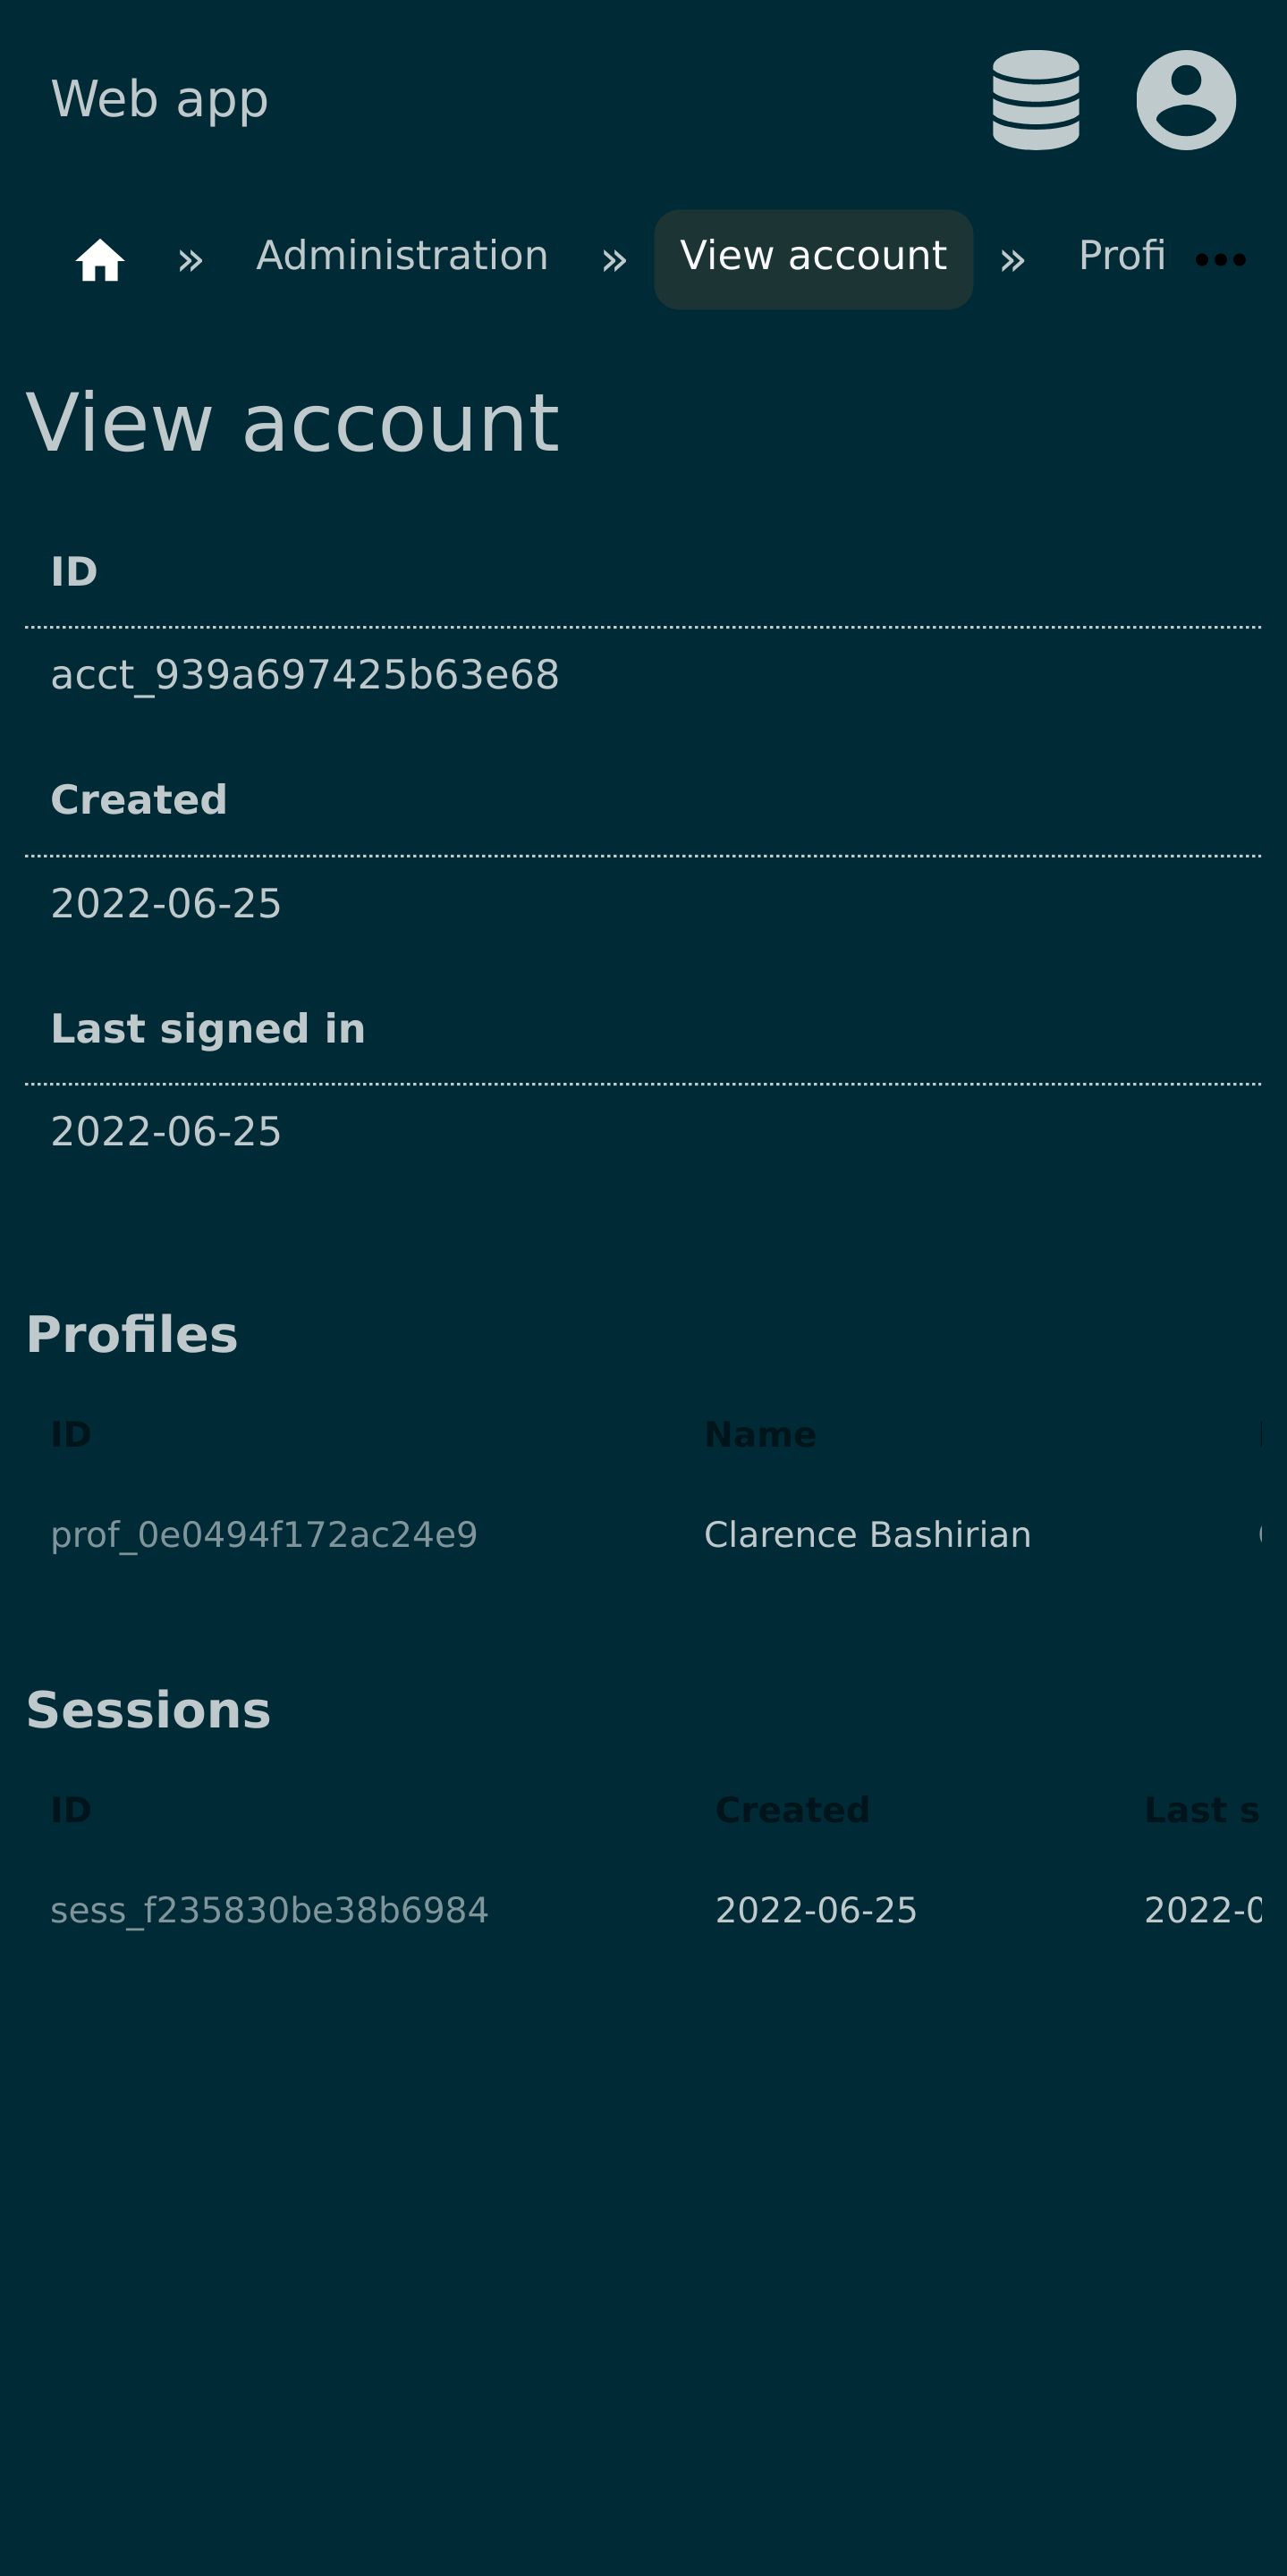 Web app
» Administration » View account » Profi •••
View account
ID
acct_939a697425b63e68
Created
2022-06-25
Last signed in
2022-06-25
Profiles
ID Name
prof_0e0494f172ac24e9 Clarence Bashirian
Sessions
ID Created Last s
sess_f235830be38b6984 2022-06-25 2022-0